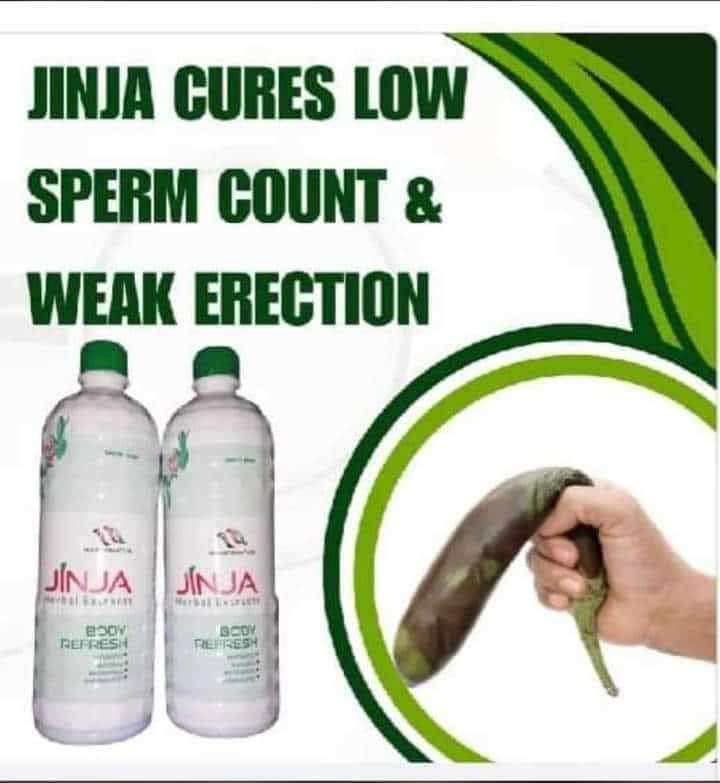 JINJA CURES LOW
SPERM COUNT &
WEAK ERECTION
JINJA
Herbal Extracts
BODY
REFRESH
JINJA
Herbal Extracts
BODY
REFRESH